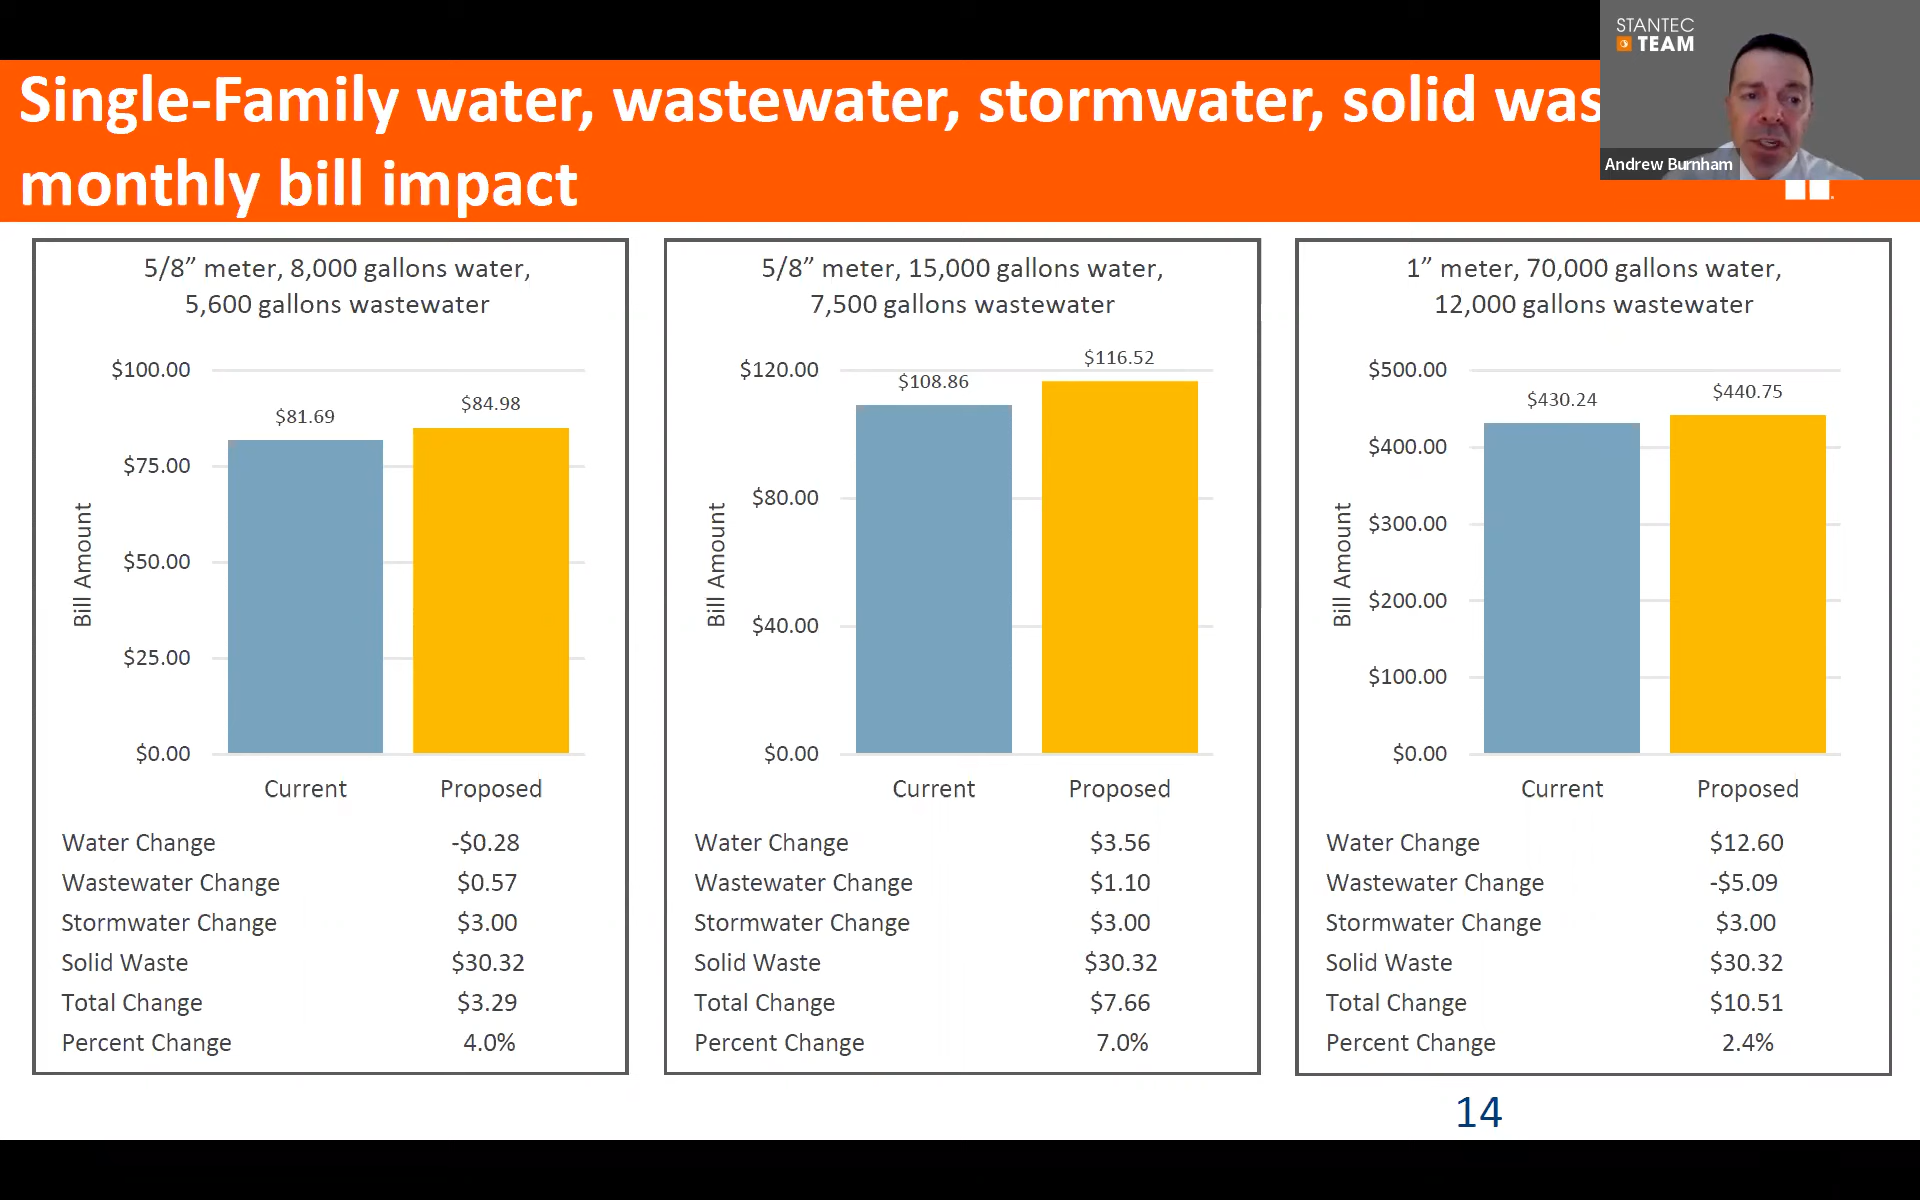 STANTEC
TEAM
Andrew Burnham
Single-Family water, wastewater, stormwater, solid was
monthly bill impact
5/8” meter, 8,000 gallons water,
5,600 gallons wastewater
$100.00
$75.00
$50.00
$25.00
$0.00
Bill Amount
$81.69
$84.98
Current
Proposed
Water Change -$0.28
Wastewater Change $0.57
Stormwater Change $3.00
Solid Waste $30.32
Total Change $3.29
Percent Change 4.0%
5/8” meter, 15,000 gallons water,
7,500 gallons wastewater
$120.00
$80.00
$40.00
$0.00
Bill Amount
$108.86
$116.52
Current
Proposed
Water Change $3.56
Wastewater Change $1.10
Stormwater Change $3.00
Solid Waste $30.32
Total Change $7.66
Percent Change 7.0%
1” meter, 70,000 gallons water,
12,000 gallons wastewater
$500.00
$400.00
$300.00
$200.00
$100.00
$0.00
Bill Amount
$430.24
$440.75
Current
Proposed
Water Change $12.60
Wastewater Change -$5.09
Stormwater Change $3.00
Solid Waste $30.32
Total Change $10.51
Percent Change 2.4%
14